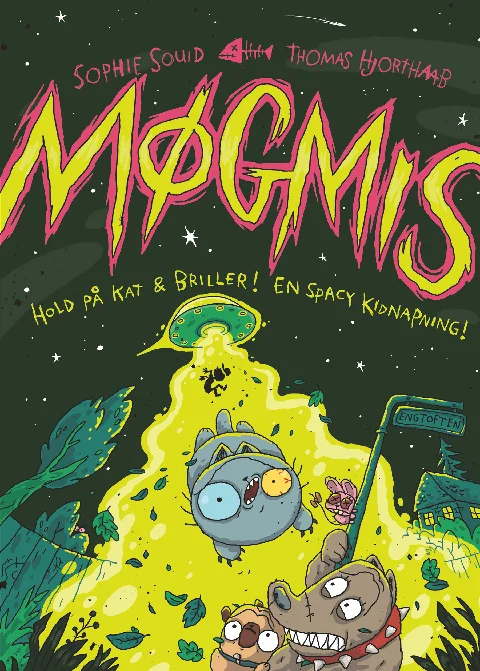 SOPHIE SOUID THOMAS HJORTHAAB
MØGMIS
HOLD PÅ KAT & BRILLER! EN SPACY KIDNAPNING!
ENGTOFTEN